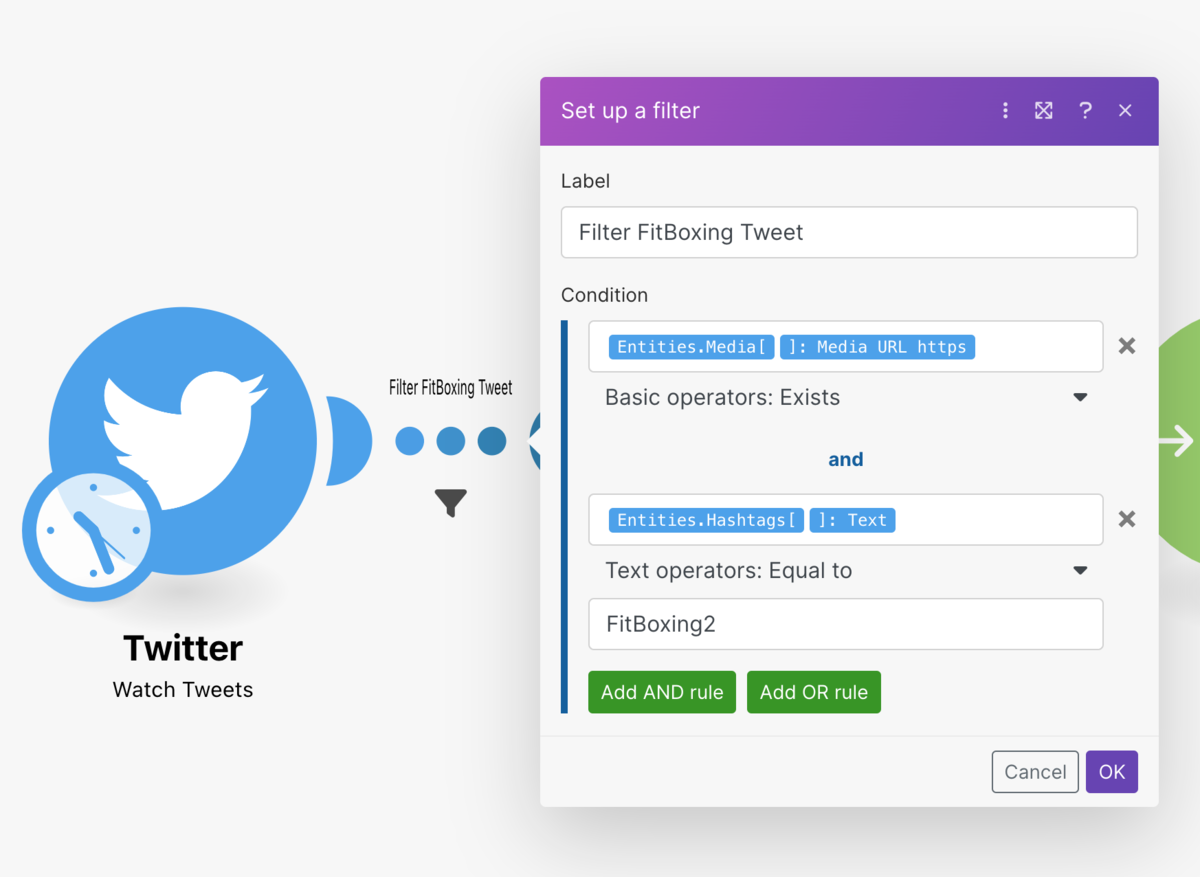 Set up a filter
Label
Filter FitBoxing Tweet
Condition
Entities.Media[ ]: Media URL https
Basic operators: Exists
and
Entities.Hashtags[ ]: Text
Text operators: Equal to
FitBoxing2
Add AND rule Add OR rule
Cancel OK
Filter FitBoxing Tweet
Twitter
Watch Tweets